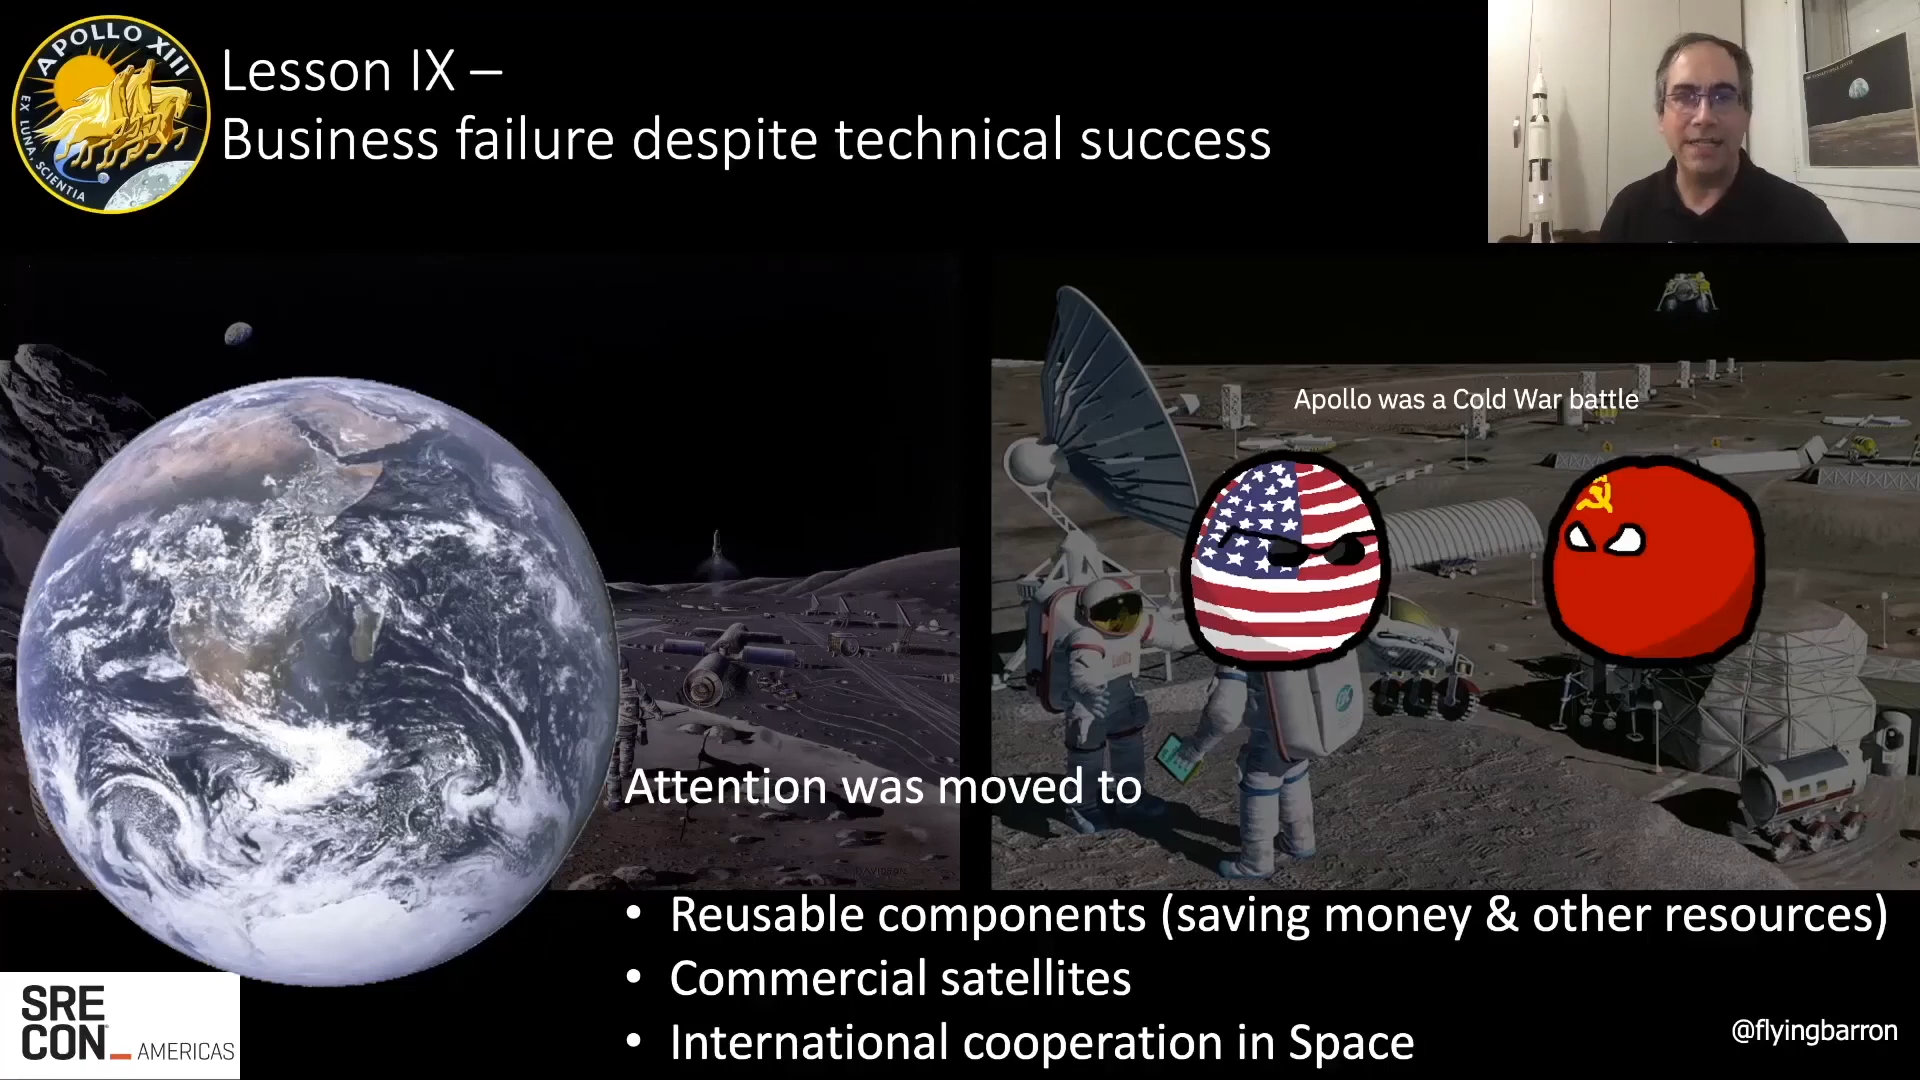 APOLLO XIII
EX LUNA, SCIENTIA
Lesson IX –
Business failure despite technical success
Apollo was a Cold War battle
Attention was moved to
• Reusable components (saving money & other resources)
• Commercial satellites
• International cooperation in Space
SRE
CON_ AMERICAS
@flyingbarron